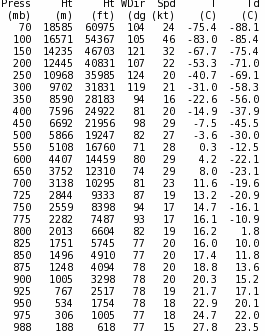 Press Ht Ht WDir Spd T Td
(mb) (m) (ft) (dg (kt) (C) (C)
70 18585 60975 104 24 -75.4 -88.1
100 16571 54367 105 46 -83.0 -85.4
150 14235 46703 121 32 -67.7 -75.4
200 12445 40831 107 22 -53.3 -71.0
250 10968 35985 124 20 -40.7 -69.1
300 9702 31831 119 21 -31.0 -58.3
350 8590 28183 94 16 -22.6 -56.0
400 7596 24922 81 20 -14.9 -37.9
450 6692 21956 98 29 -7.5 -45.5
500 5866 19247 82 27 -3.6 -30.0
550 5108 16760 71 28 0.3 -12.5
600 4407 14459 80 29 4.2 -22.1
650 3752 12310 74 29 8.0 -23.1
700 3138 10295 81 23 11.6 -19.6
725 2844 9333 87 19 13.2 -20.9
750 2559 8398 94 17 14.7 -16.1
775 2282 7487 93 17 16.1 -10.9
800 2013 6604 82 19 16.2 1.8
825 1751 5745 77 20 16.0 10.0
850 1496 4910 77 20 17.4 11.8
875 1248 4094 78 20 18.8 13.6
900 1005 3298 78 20 20.3 15.2
925 767 2517 78 19 21.7 17.1
950 534 1754 78 18 22.9 20.1
975 306 1005 77 18 24.7 22.0
988 188 618 77 15 27.8 23.5